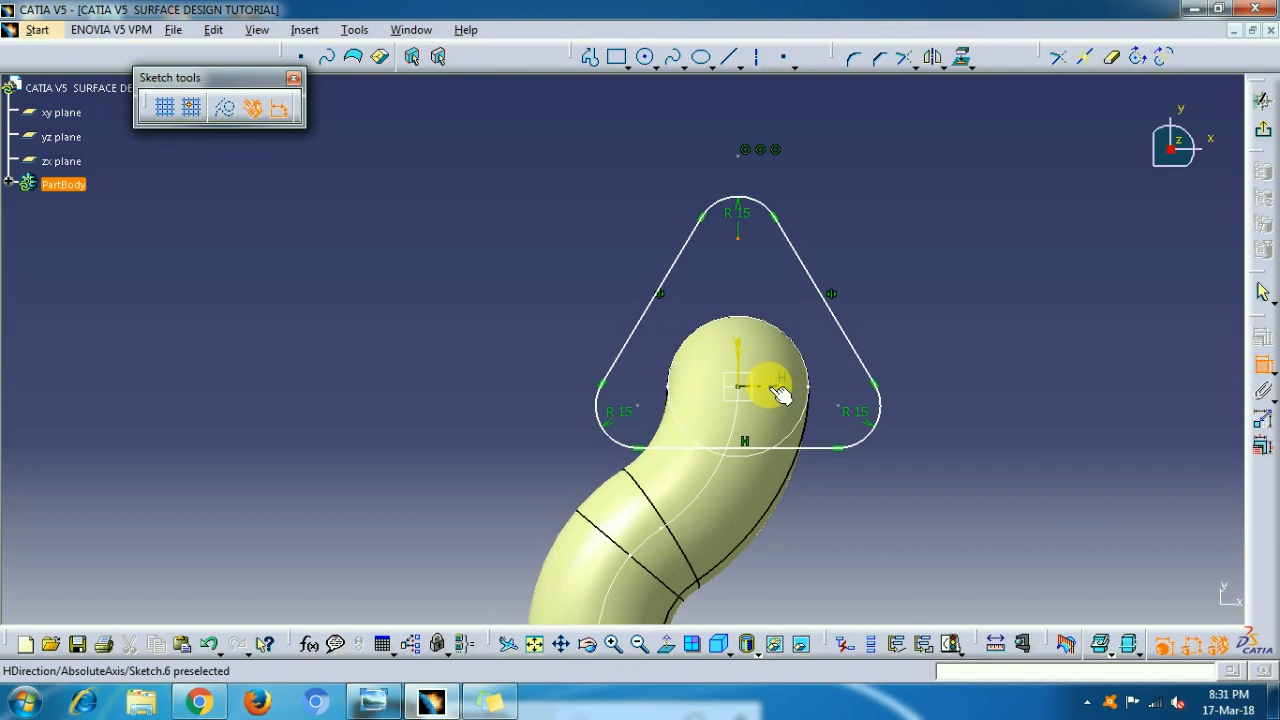 CATIA V5 - [CATIA V5  SURFACE DESIGN TUTORIAL]
Start ENOVIA V5 VPM File Edit View Insert Tools Window Help
Sketch tools
CATIA V5  SURFACE DE
xy plane
yz plane
zx plane
PartBody
y
x
z
R 15
H
R 15
R 15
H
y
x
f(x)
CATIA
HDirection/AbsoluteAxis/Sketch.6 preselected
8:31 PM
17-Mar-18